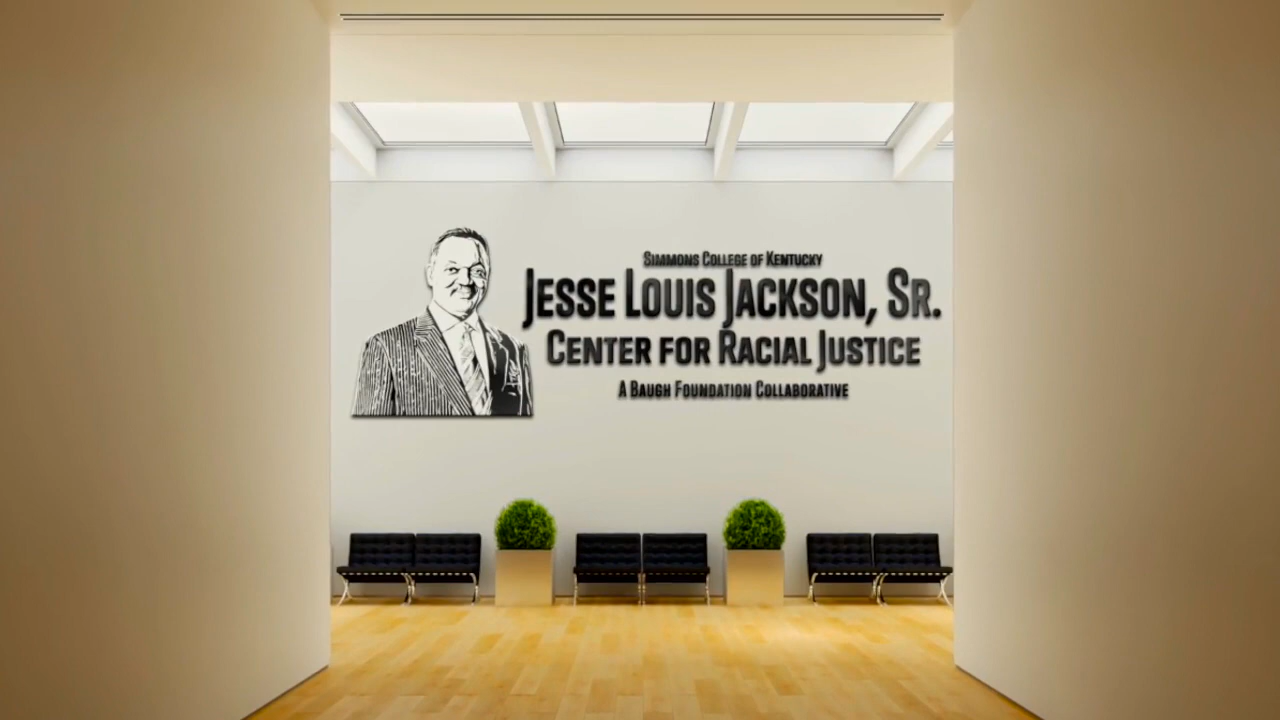 Simmons College of Kentucky
Jesse Louis Jackson, Sr.
Center for Racial Justice
A Baugh Foundation Collaborative